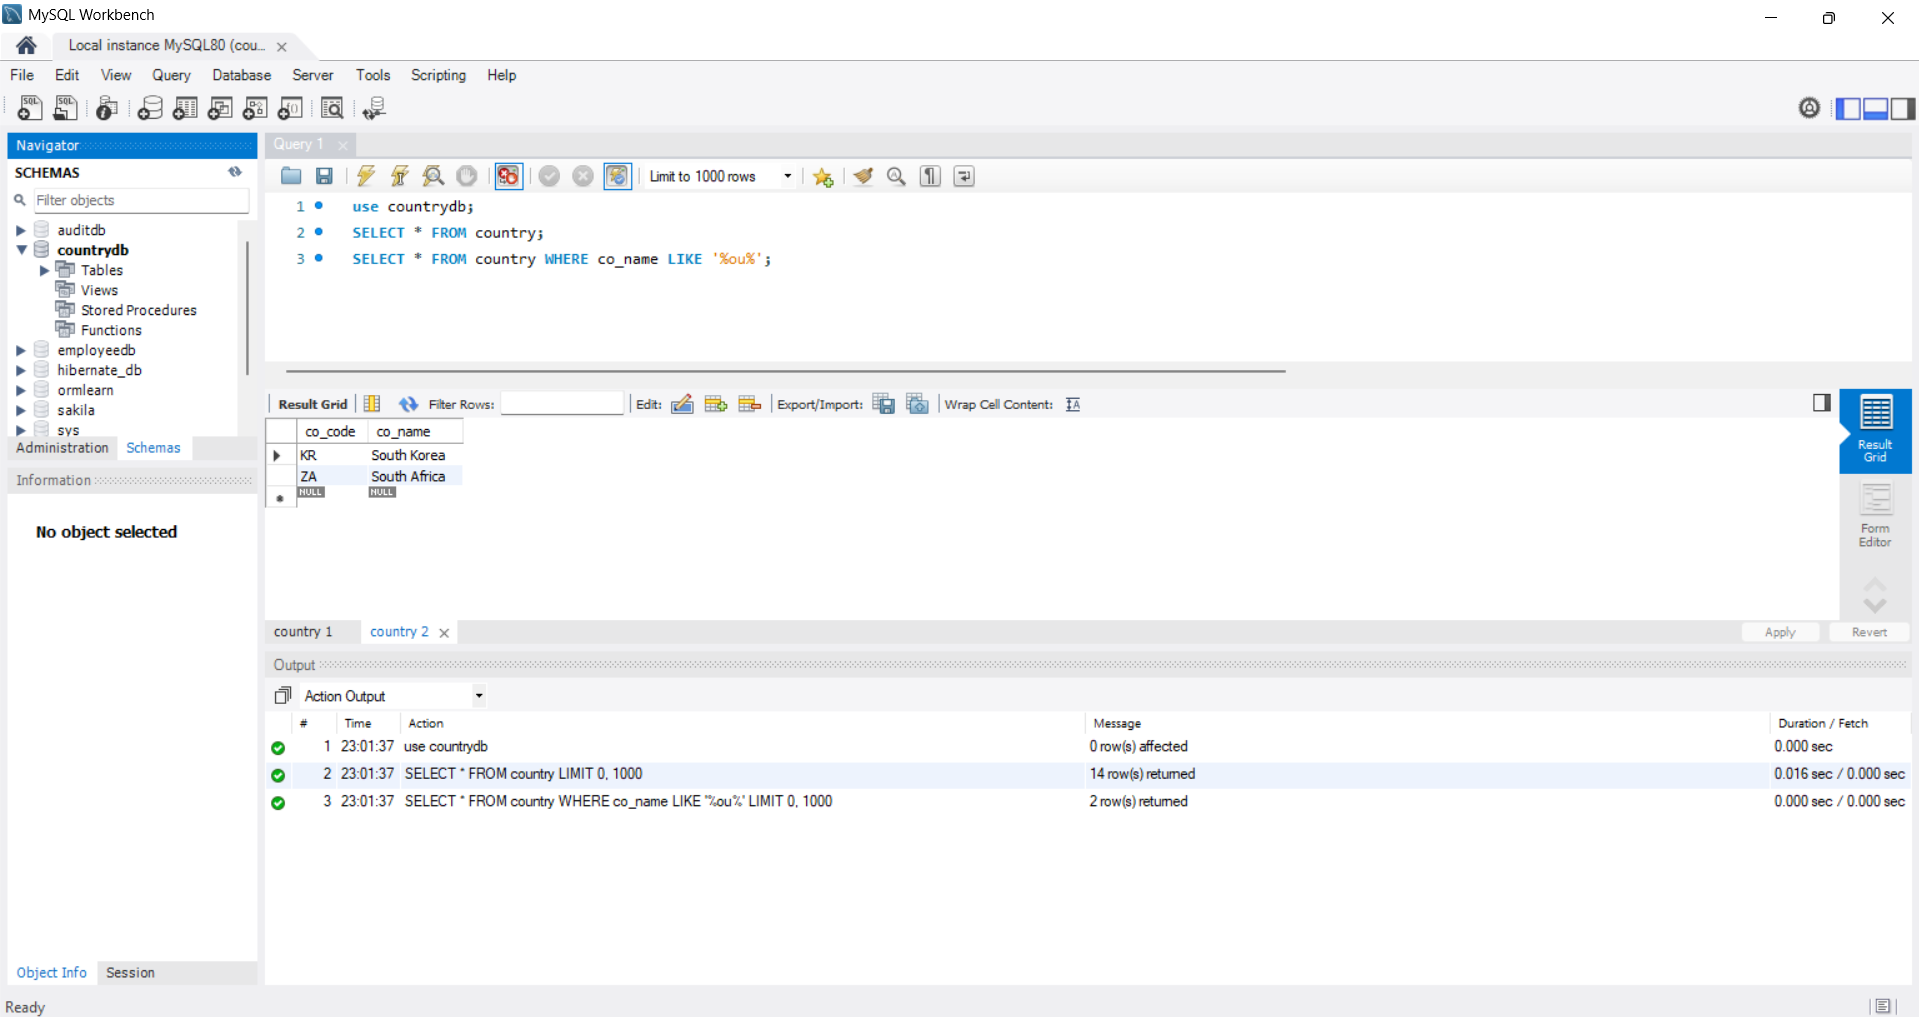 MySQL Workbench
Local instance MySQL80 (cou...
File Edit View Query Database Server Tools Scripting Help
Navigator
SCHEMAS
Filter objects
auditdb
countrydb
Tables
Views
Stored Procedures
Functions
employeedb
hibernate_db
ormlearn
sakila
sys
Administration Schemas
Information
No object selected
Object Info Session
Query 1
Limit to 1000 rows
1 use countrydb;
2 SELECT * FROM country;
3 SELECT * FROM country WHERE co_name LIKE '%ou%';
Result Grid Filter Rows: Edit: Export/Import: Wrap Cell Content:
co_code co_name
KR South Korea
ZA South Africa
NULL NULL
Result Grid
Form Editor
country 1 country 2
Apply Revert
Output
Action Output
# Time Action Message Duration / Fetch
1 23:01:37 use countrydb 0 row(s) affected 0.000 sec
2 23:01:37 SELECT * FROM country LIMIT 0, 1000 14 row(s) returned 0.016 sec / 0.000 sec
3 23:01:37 SELECT * FROM country WHERE co_name LIKE '%ou%' LIMIT 0, 1000 2 row(s) returned 0.000 sec / 0.000 sec
Ready